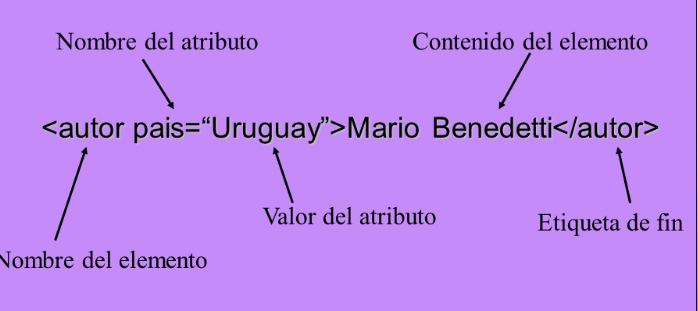 Nombre del atributo
Contenido del elemento
<autor pais=“Uruguay”>Mario Benedetti</autor>
Valor del atributo
Etiqueta de fin
Nombre del elemento